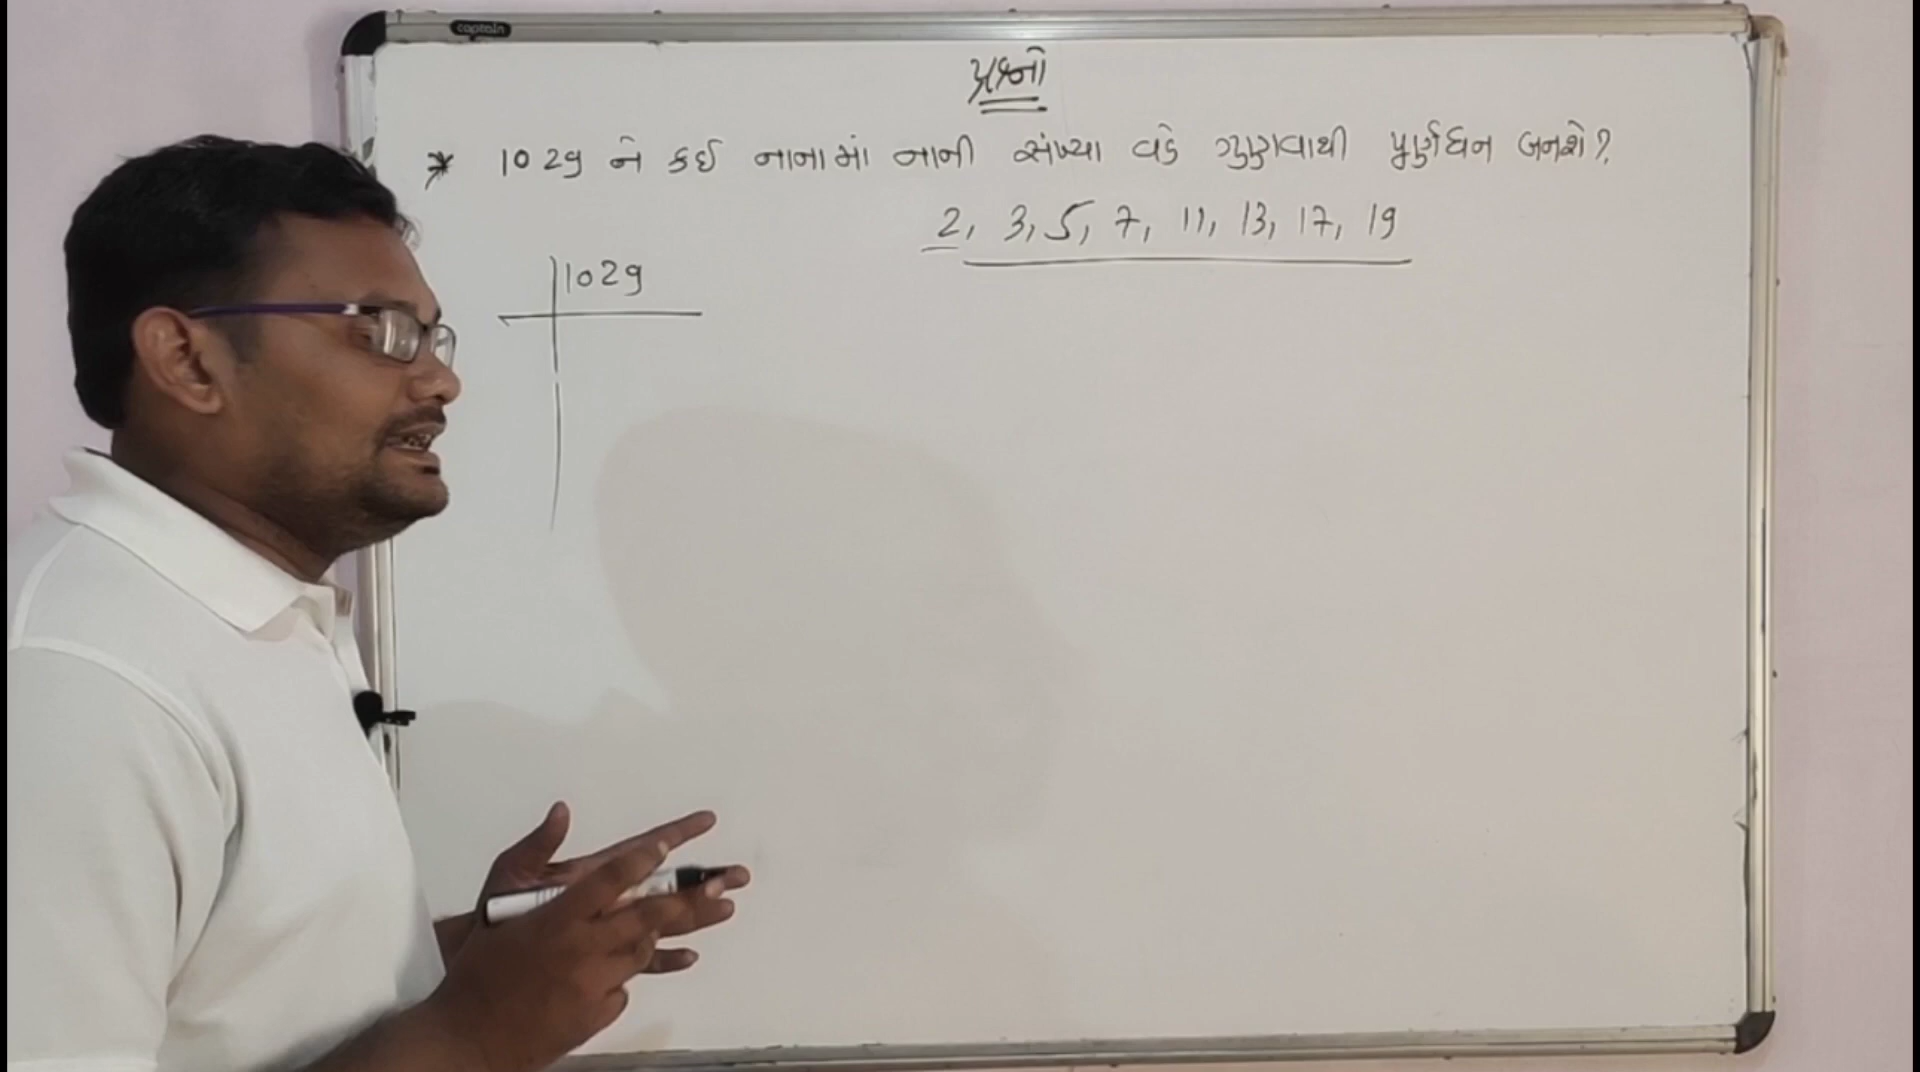 captain
પ્રશ્નો
* 1029 ને કઈ નાનામાં નાની સંખ્યા વડે ગુણવાથી પૂર્ણઘન બનશે?
2, 3, 5, 7, 11, 13, 17, 19
1029